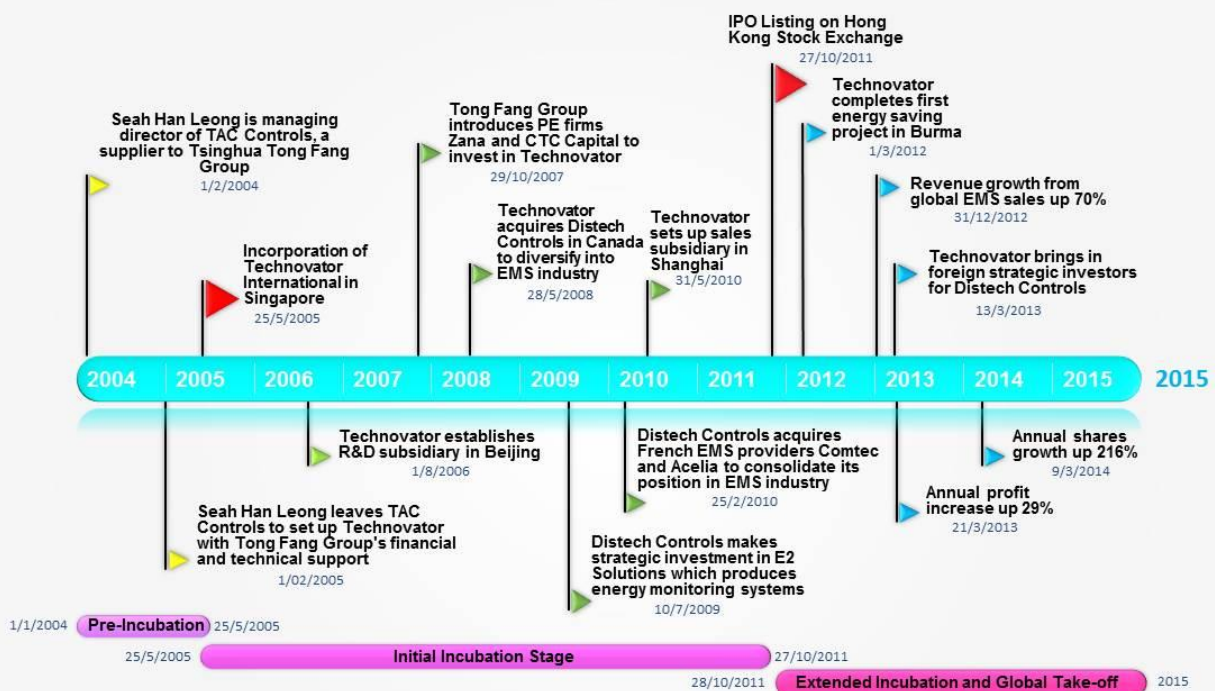 IPO Listing on Hong
Kong Stock Exchange
27/10/2011
Technovator
completes first
energy saving
project in Burma
1/3/2012
Seah Han Leong is managing
director of TAC Controls, a
supplier to Tsinghua Tong Fang
Group
1/2/2004
Tong Fang Group
introduces PE firms
Zana and CTC Capital to
invest in Technovator
29/10/2007
Revenue growth from
global EMS sales up 70%
31/12/2012
Incorporation of
Technovator
International in
Singapore
25/5/2005
Technovator
acquires Distech
Controls in Canada
to diversify into
EMS industry
28/5/2008
Technovator
sets up sales
subsidiary in
Shanghai
31/5/2010
Technovator brings in
foreign strategic investors
for Distech Controls
13/3/2013
2004 2005 2006 2007 2008 2009 2010 2011 2012 2013 2014 2015 2015
Technovator establishes
R&D subsidiary in Beijing
1/8/2006
Distech Controls acquires
French EMS providers Comtec
and Acelia to consolidate its
position in EMS industry
25/2/2010
Annual shares
growth up 216%
9/3/2014
Annual profit
increase up 29%
21/3/2013
Seah Han Leong leaves TAC
Controls to set up Technovator
with Tong Fang Group's financial
and technical support
1/02/2005
Distech Controls makes
strategic investment in E2
Solutions which produces
energy monitoring systems
10/7/2009
1/1/2004 Pre-Incubation 25/5/2005
25/5/2005 Initial Incubation Stage 27/10/2011
28/10/2011 Extended Incubation and Global Take-off 2015